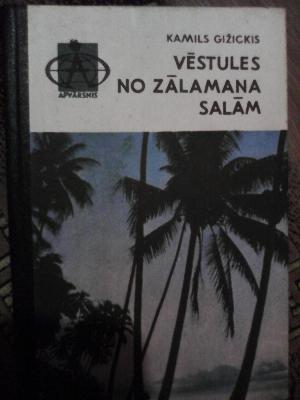 KAMILS GIŽICKIS
VĒSTULES
NO ZĀLAMANA
SALĀM
APVĀRSNIS